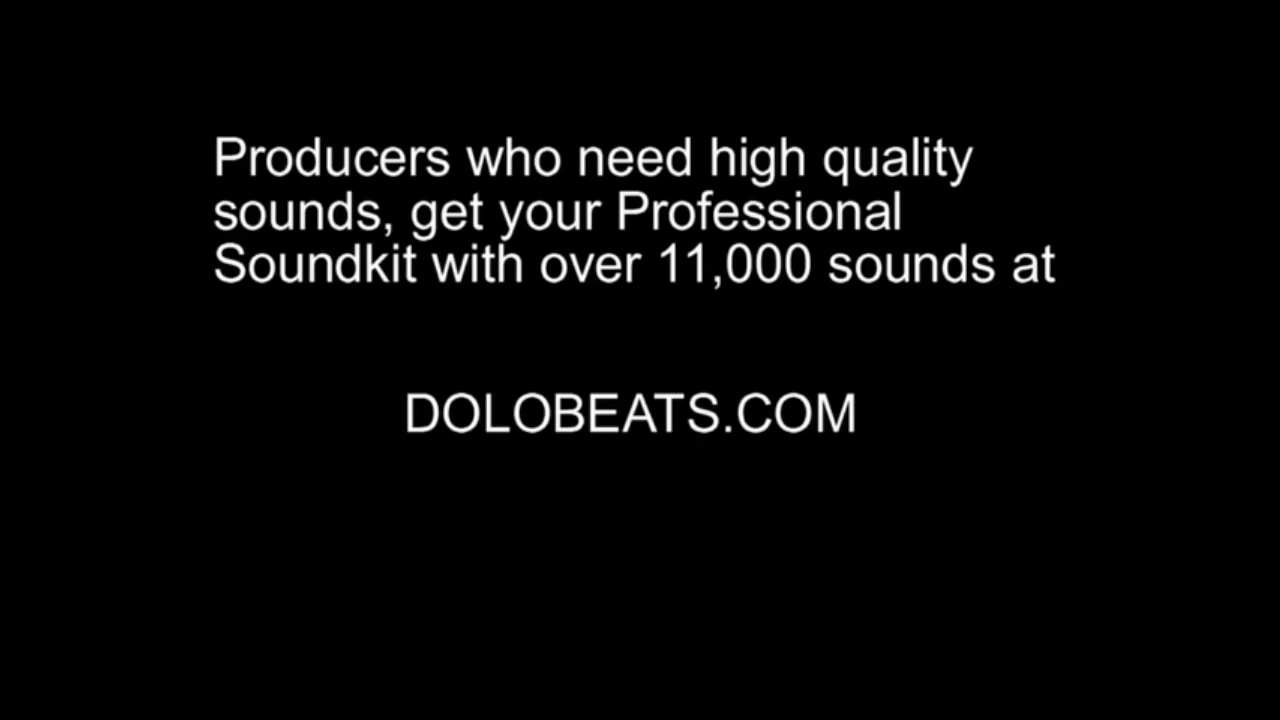 Producers who need high quality
sounds, get your Professional
Soundkit with over 11,000 sounds at
DOLOBEATS.COM